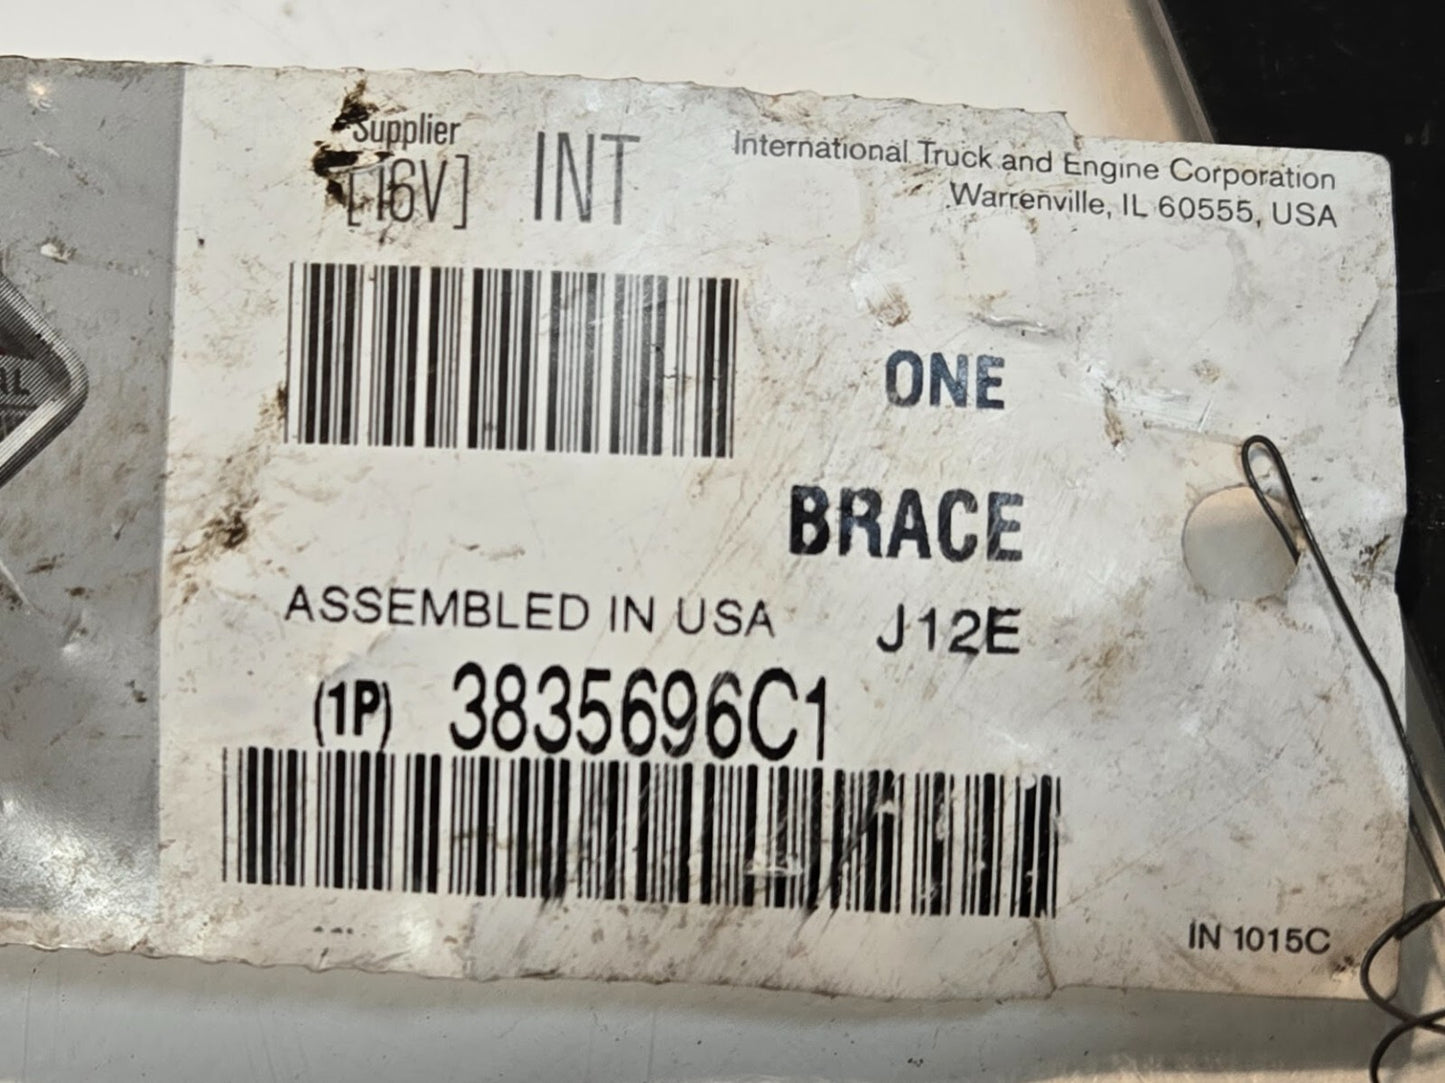 Supplier
[16V] INT
International Truck and Engine Corporation
Warrenville, IL 60555, USA
ONE
BRACE
ASSEMBLED IN USA J12E
(1P) 3835696C1
IN 1015C